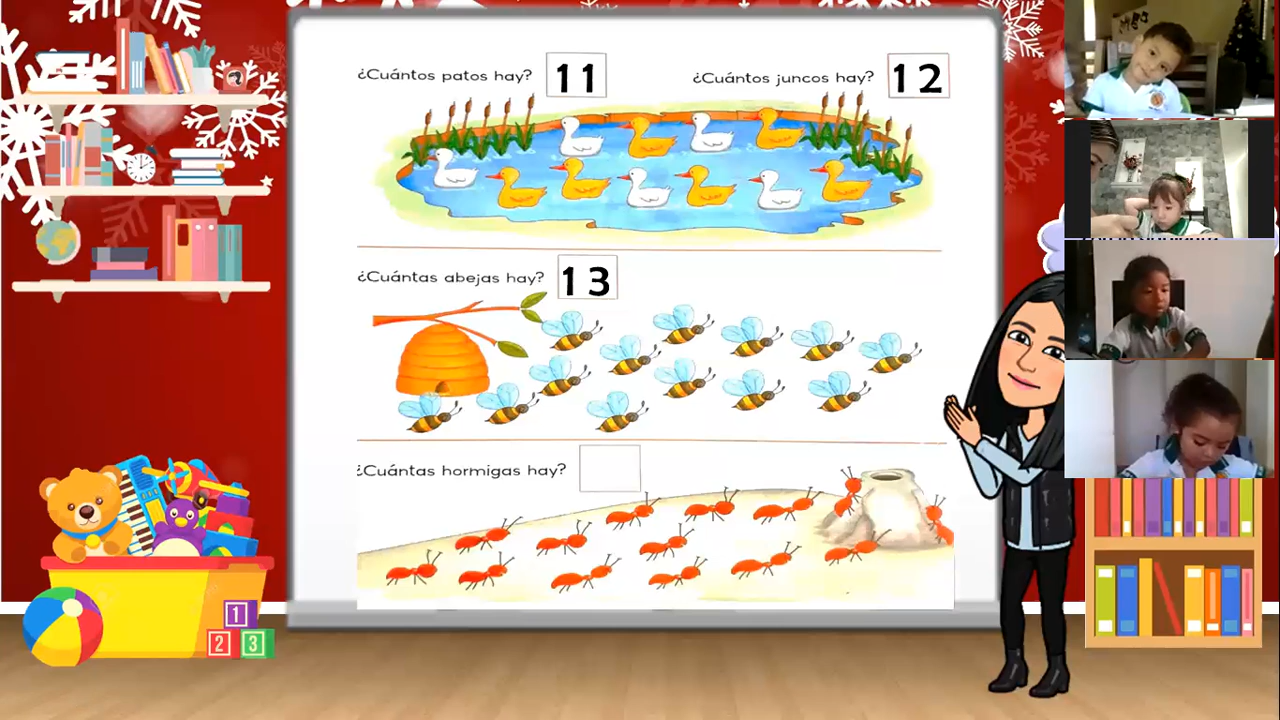 ¿Cuántos patos hay? 11 ¿Cuántos juncos hay? 12
¿Cuántas abejas hay? 13
¿Cuántas hormigas hay?
1
2 3